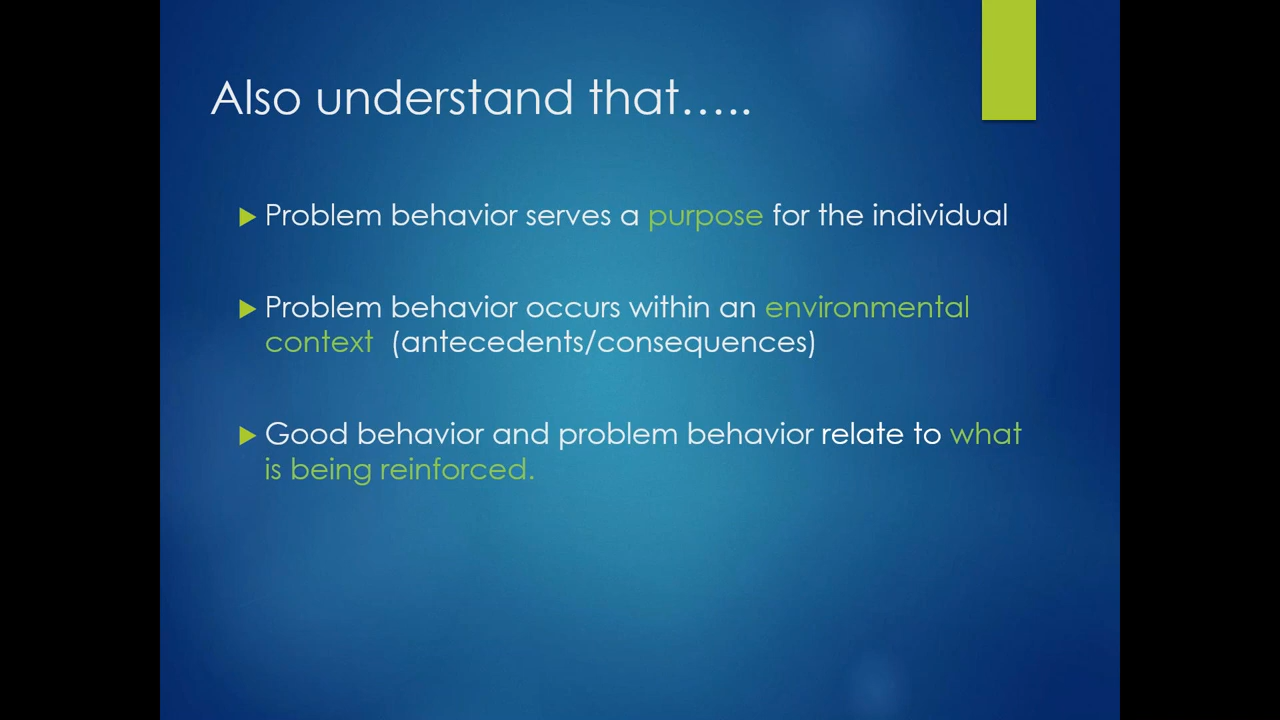 Also understand that…..
Problem behavior serves a purpose for the individual
Problem behavior occurs within an environmental
context (antecedents/consequences)
Good behavior and problem behavior relate to what
is being reinforced.